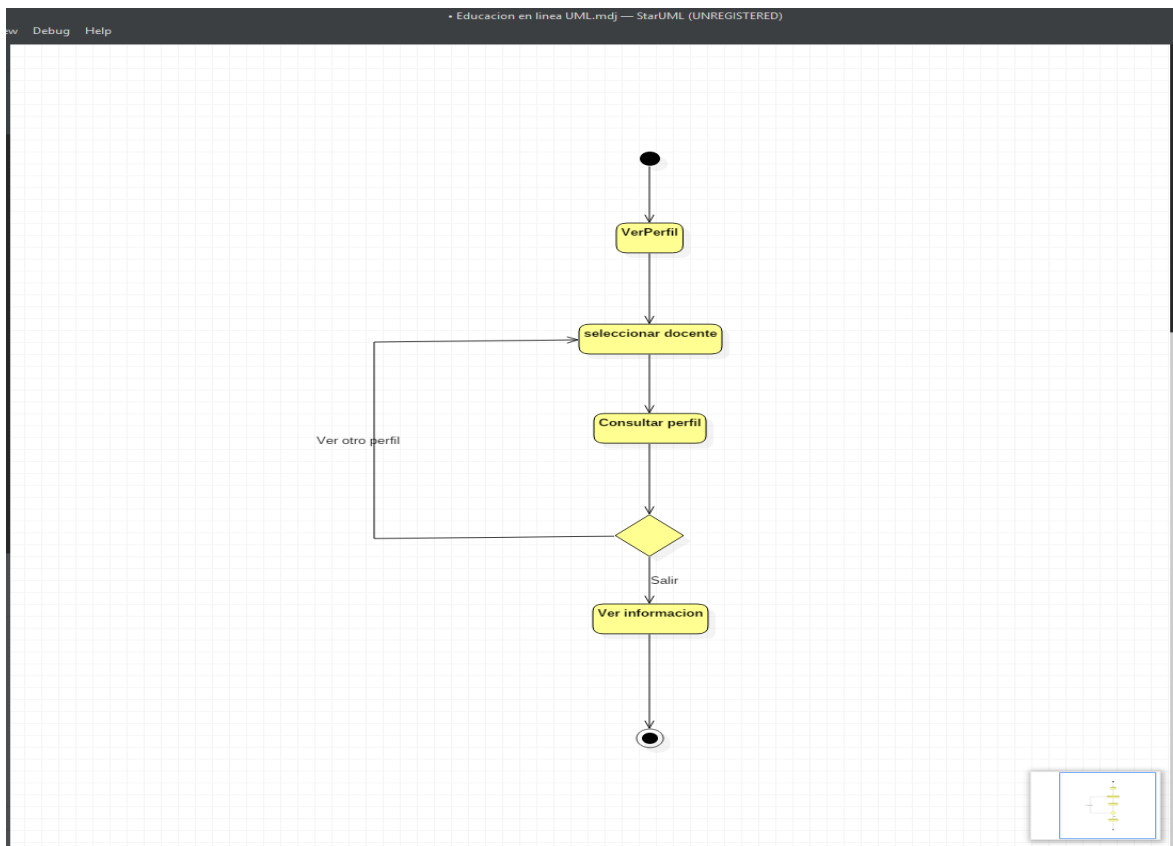 • Educacion en linea UML.mdj — StarUML (UNREGISTERED)
ew Debug Help
VerPerfil
seleccionar docente
Consultar perfil
Ver otro perfil
Salir
Ver informacion